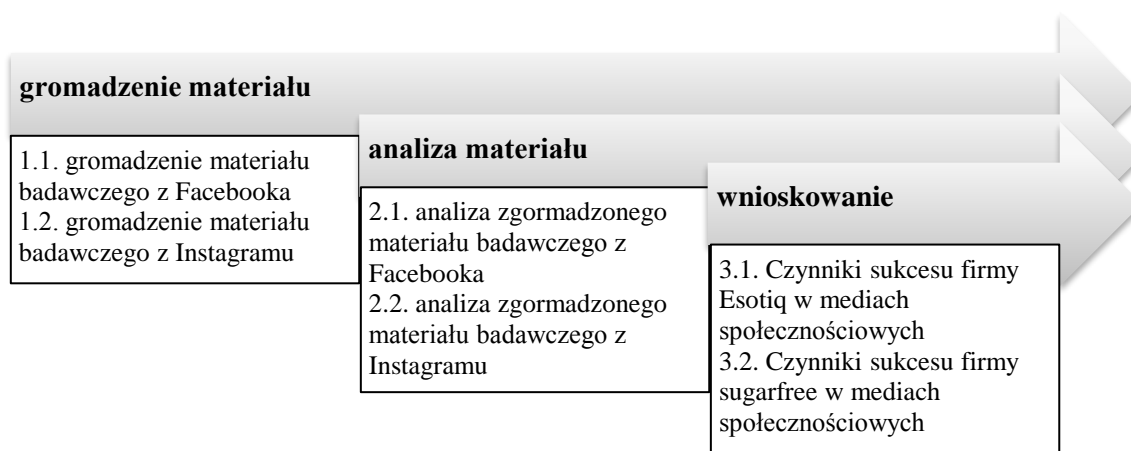 gromadzenie materiału
1.1. gromadzenie materiału
badawczego z Facebooka
1.2. gromadzenie materiału
badawczego z Instagramu
analiza materiału
2.1. analiza zgormadzonego
materiału badawczego z
Facebooka
2.2. analiza zgormadzonego
materiału badawczego z
Instagramu
wnioskowanie
3.1. Czynniki sukcesu firmy
Esotiq w mediach
społecznościowych
3.2. Czynniki sukcesu firmy
sugarfree w mediach
społecznościowych